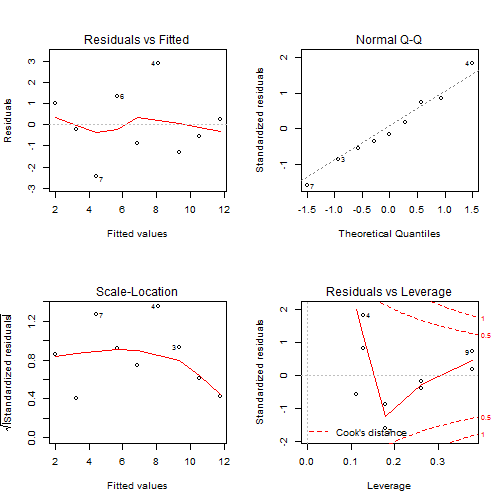 Residuals vs Fitted
Residuals
3
2
1
0
-1
-2
-3
4
6
7
2 4 6 8 10 12
Fitted values
Normal Q-Q
Standardized residuals
2
1
0
-1
4
3
7
-1.5 -1.0 -0.5 0.0 0.5 1.0 1.5
Theoretical Quantiles
Scale-Location
√|Standardized residuals|
1.2
0.8
0.4
0.0
7
4
3
2 4 6 8 10 12
Fitted values
Residuals vs Leverage
Standardized residuals
2
1
0
-1
-2
4
9
7
1
0.5
0.5
1
Cook's distance
0.0 0.1 0.2 0.3
Leverage